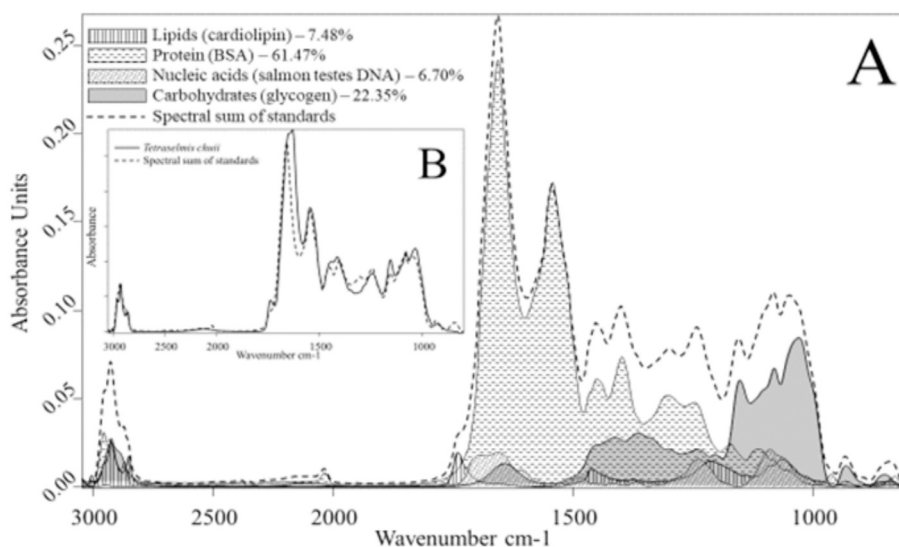 Lipids (cardiolipin) – 7.48%
Protein (BSA) – 61.47%
Nucleic acids (salmon testes DNA) – 6.70%
Carbohydrates (glycogen) – 22.35%
Spectral sum of standards
A
Tetraselmis chuii
Spectral sum of standards
B
Absorbance
3000 2000 1500 1000
Wavenumber cm-1
Absorbance Units
0.25
0.20
0.15
0.10
0.05
0.00
3000 2500 2000 1500 1000
Wavenumber cm-1